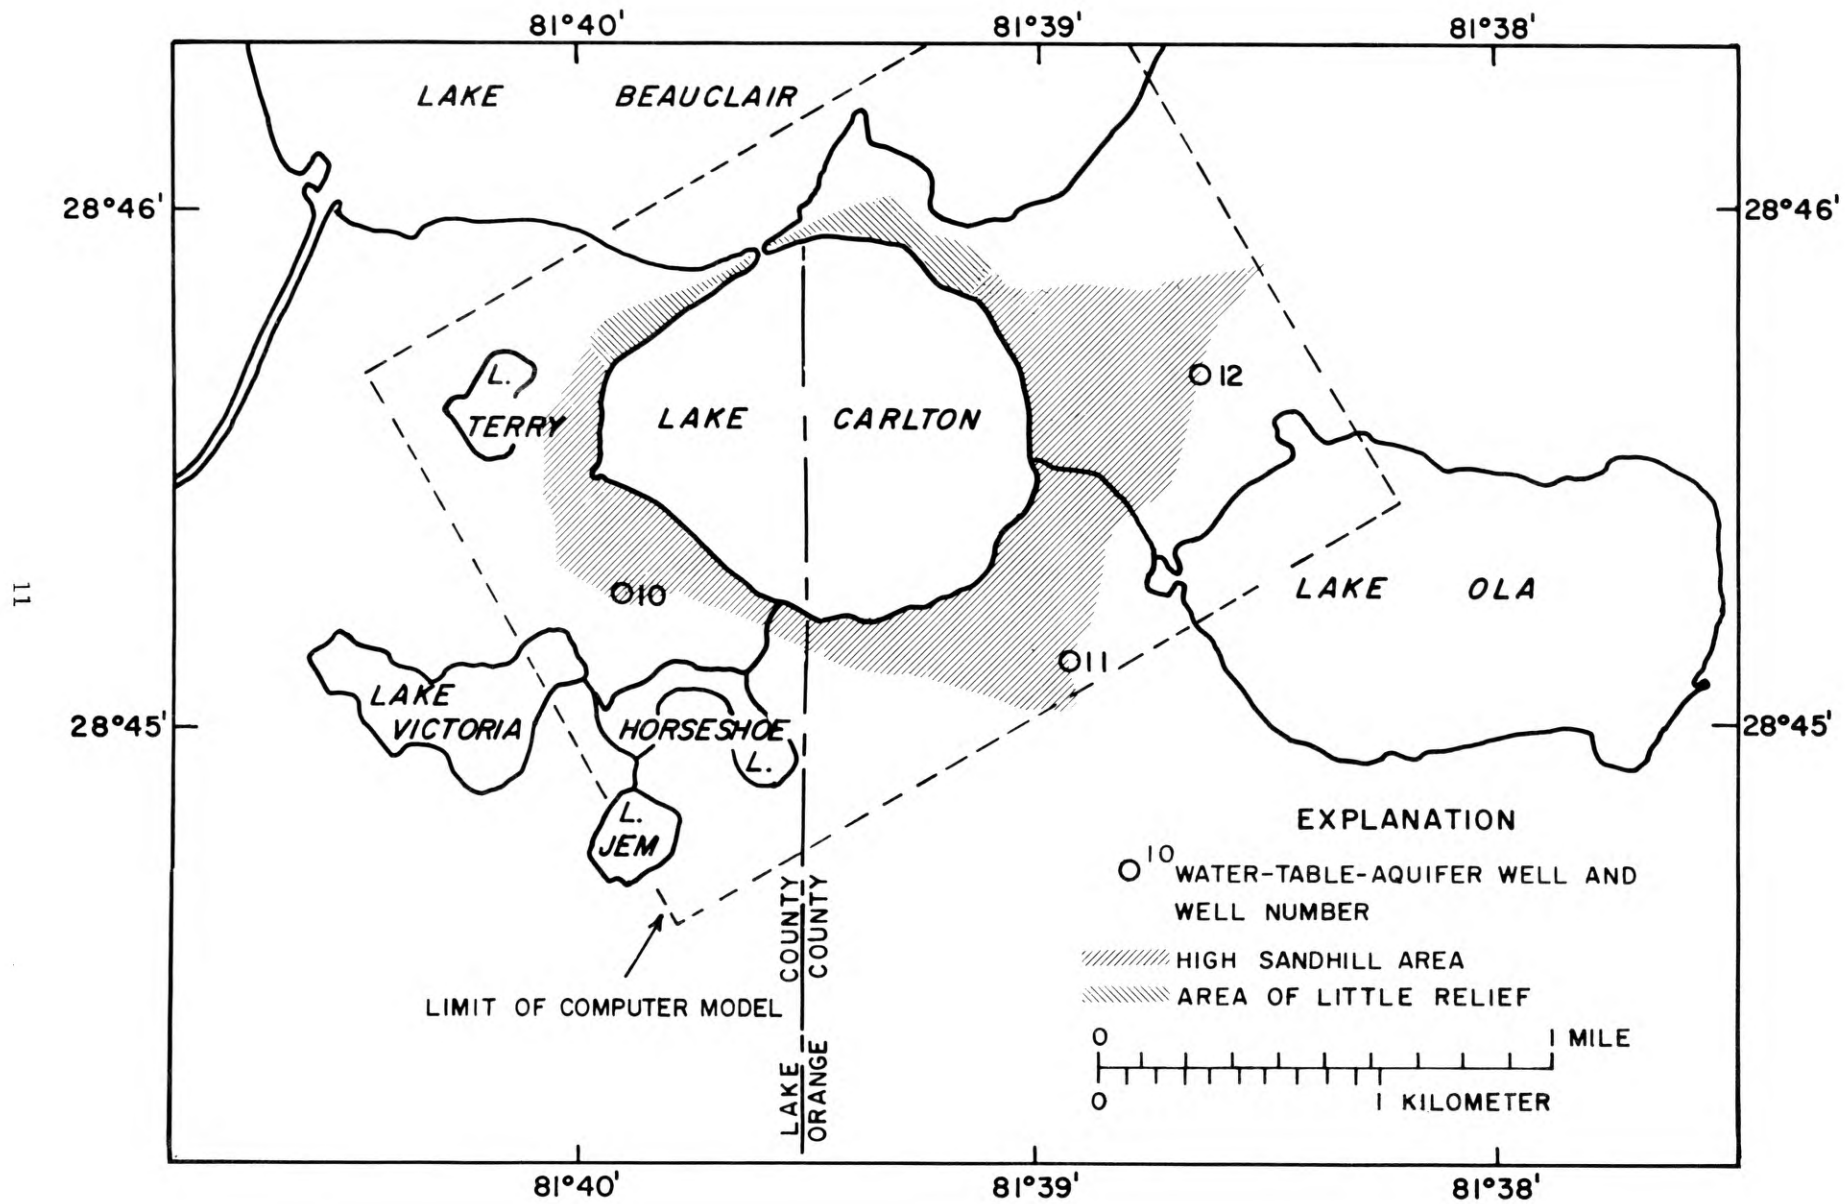 81°40' 81°39' 81°38'
LAKE BEAUCLAIR
28°46' 28°46'
L.
TERRY
LAKE CARLTON
12
10
11
LAKE OLA
11
LAKE
VICTORIA
HORSESHOE
L.
28°45' 28°45'
L.
JEM
EXPLANATION
10 WATER-TABLE-AQUIFER WELL AND
WELL NUMBER
HIGH SANDHILL AREA
AREA OF LITTLE RELIEF
LIMIT OF COMPUTER MODEL
LAKE COUNTY
ORANGE COUNTY
0 1 MILE
0 1 KILOMETER
81°40' 81°39' 81°38'